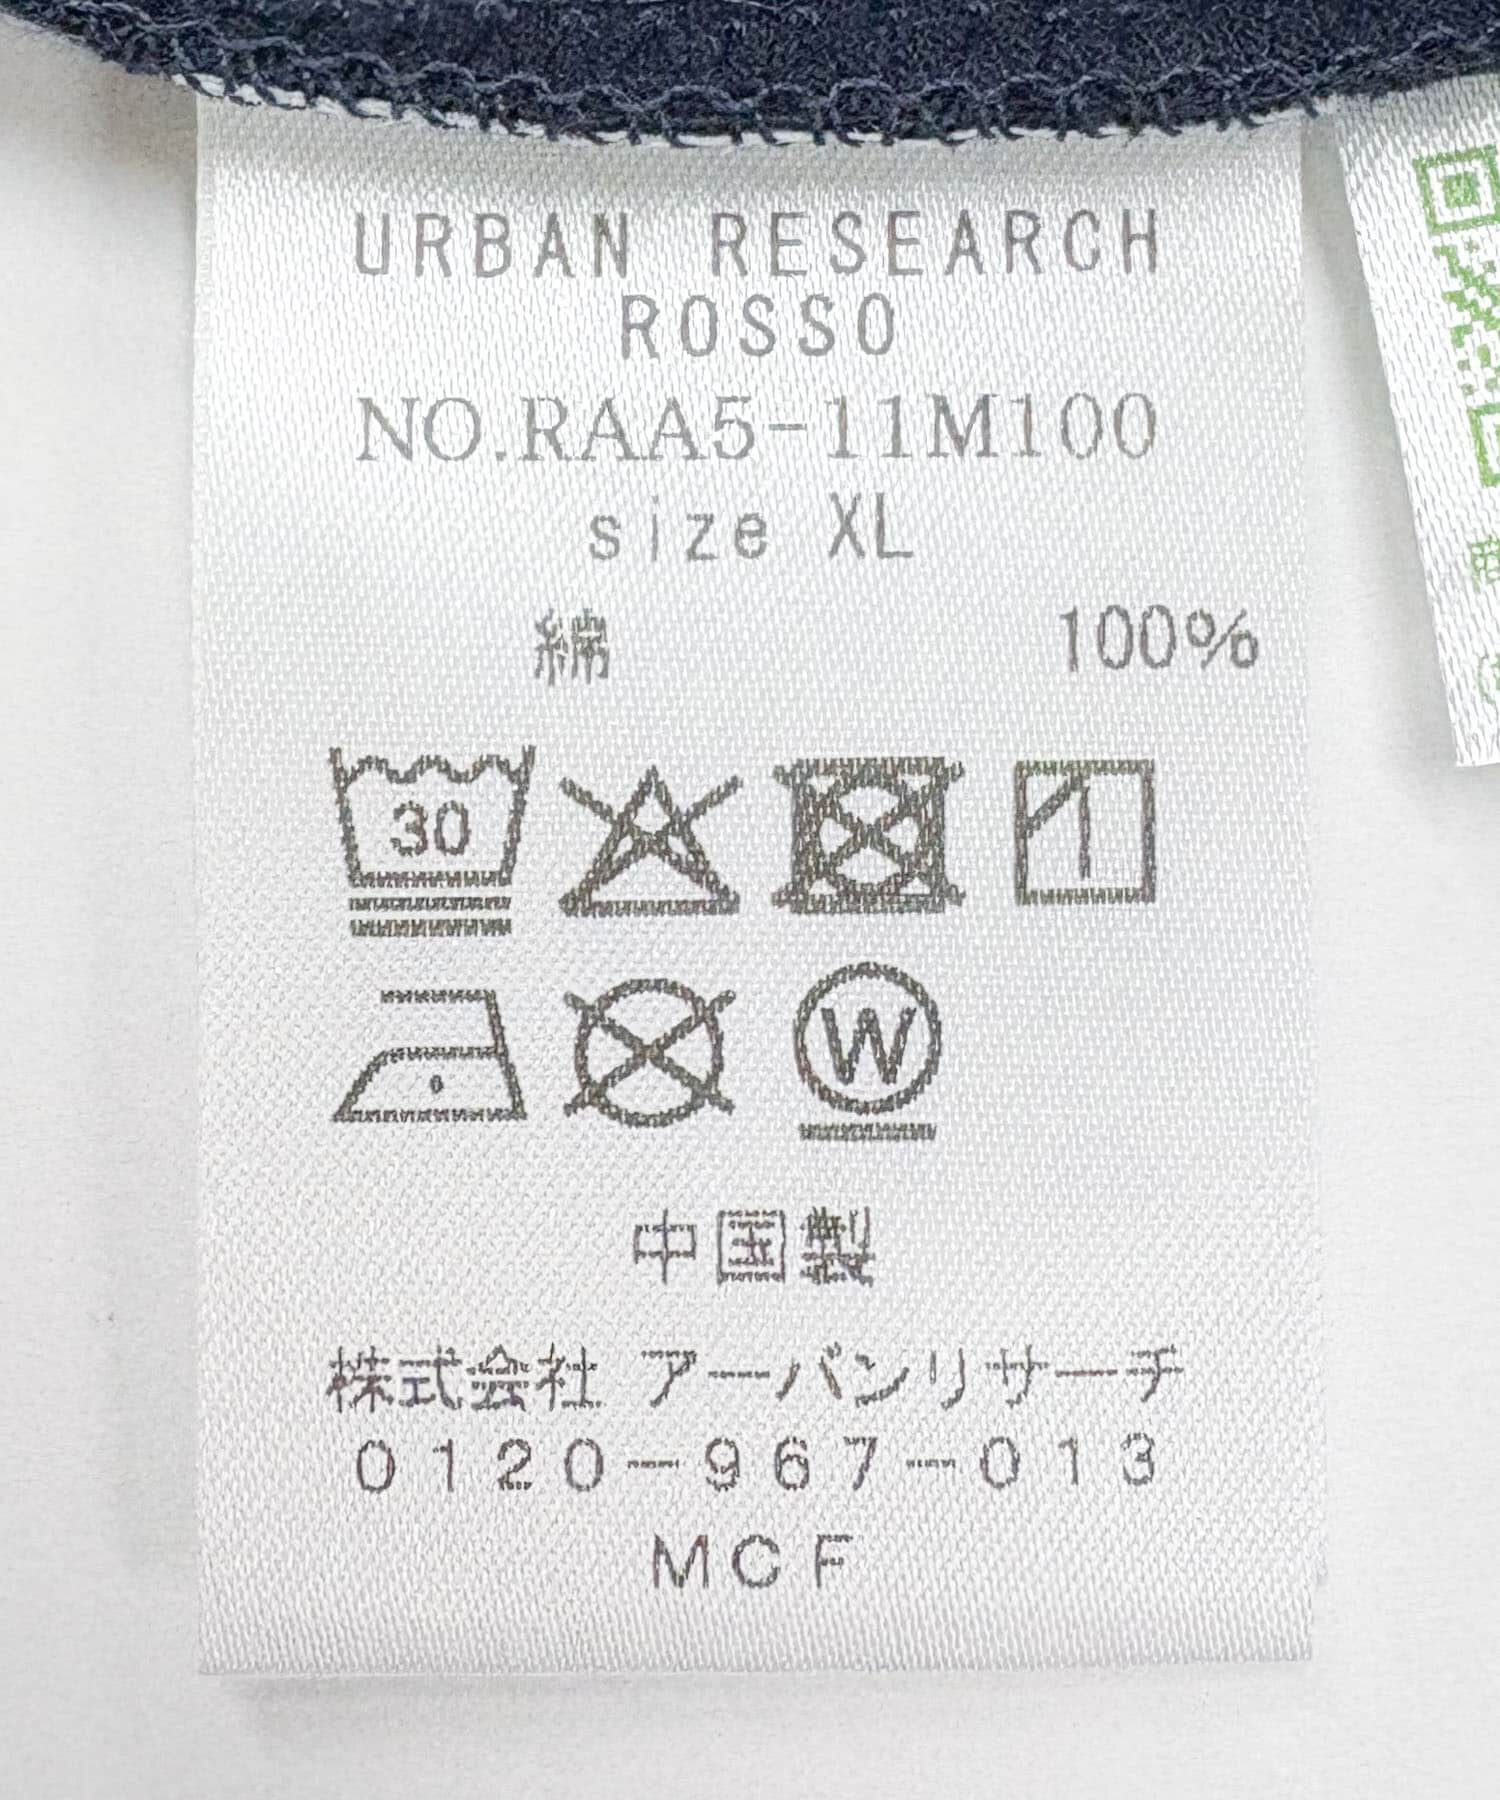 URBAN RESEARCH
ROSSO
NO.RAA5-11M100
size XL
綿 100%
30
W
中国製
株式会社 アーバンリサーチ
0120-967-013
MCF